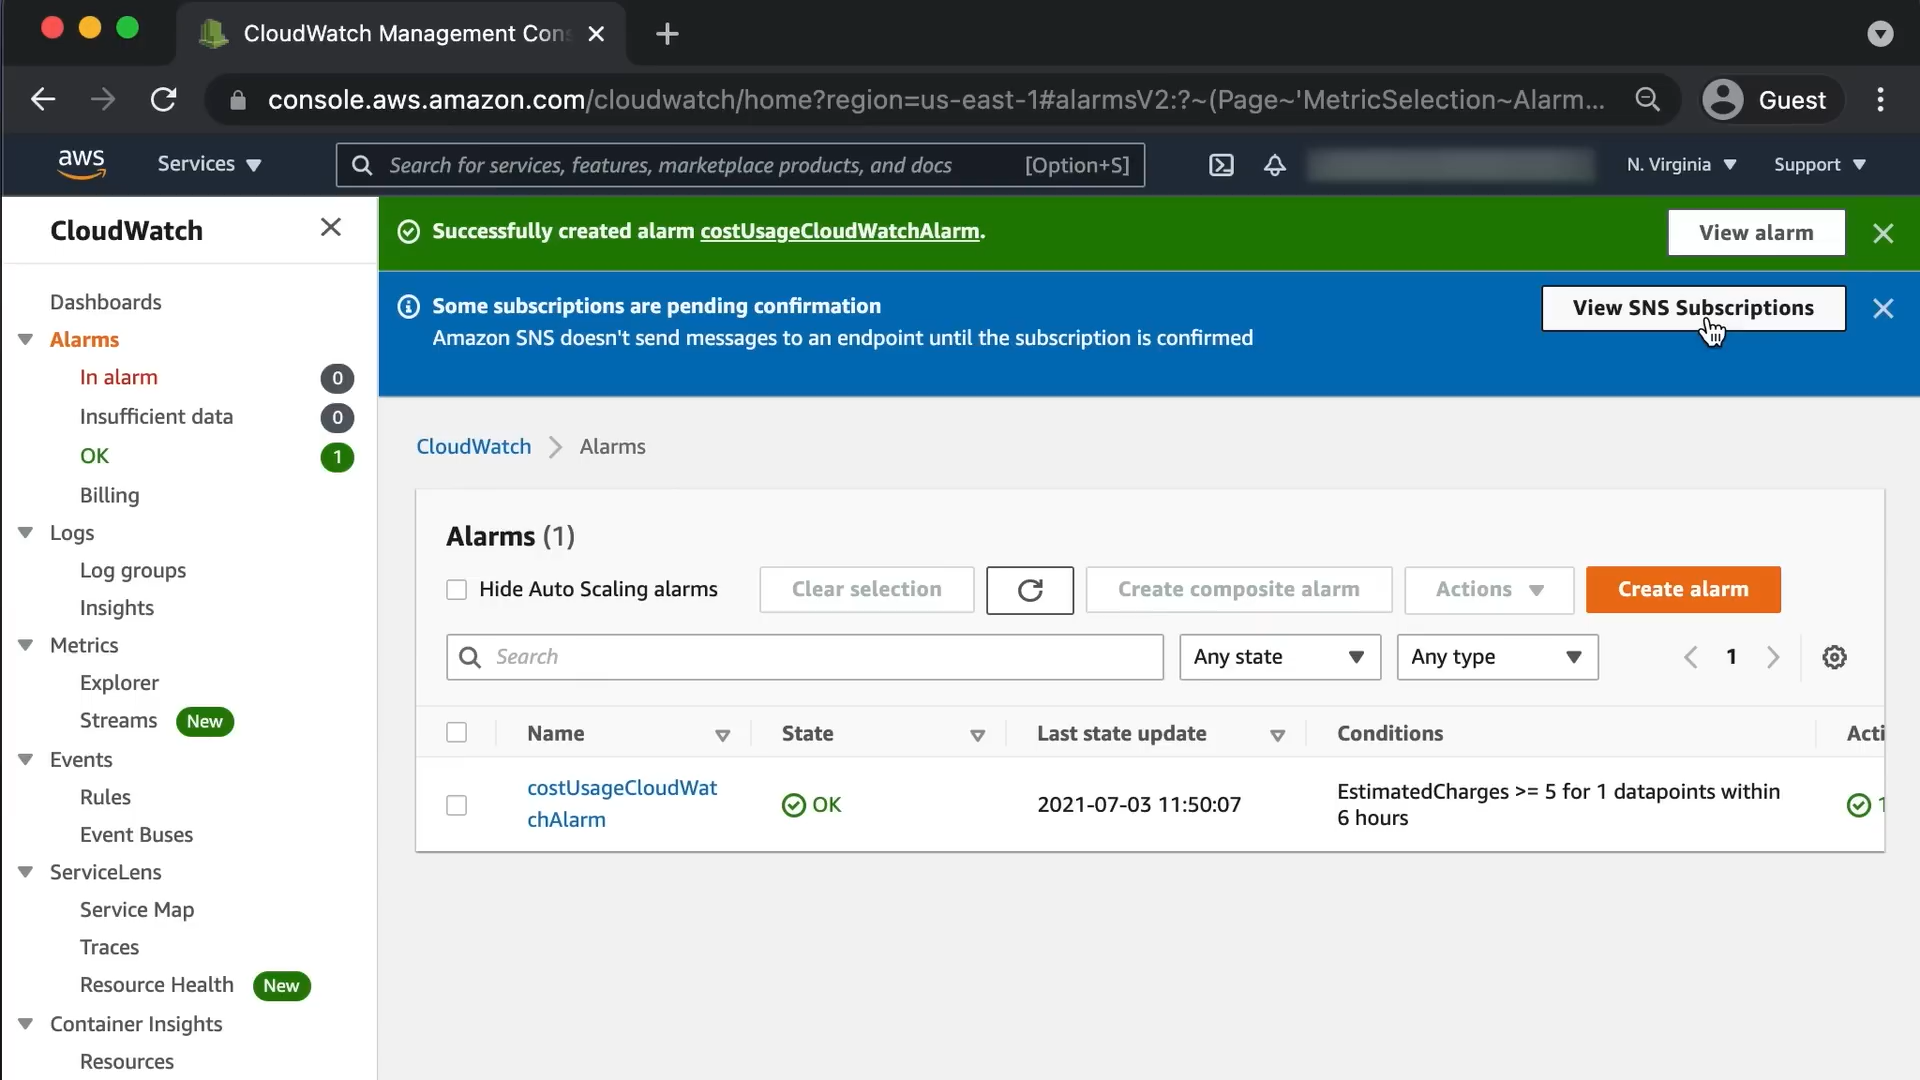 CloudWatch Management Con
console.aws.amazon.com/cloudwatch/home?region=us-east-1#alarmsV2:?~(Page~'MetricSelection~Alarm...
Guest
aws
Services
Search for services, features, marketplace products, and docs
[Option+S]
N. Virginia
Support
CloudWatch
Dashboards
Alarms
In alarm 0
Insufficient data 0
OK 1
Billing
Logs
Log groups
Insights
Metrics
Explorer
Streams New
Events
Rules
Event Buses
ServiceLens
Service Map
Traces
Resource Health New
Container Insights
Resources
Successfully created alarm costUsageCloudWatchAlarm.
View alarm
Some subscriptions are pending confirmation
Amazon SNS doesn't send messages to an endpoint until the subscription is confirmed
View SNS Subscriptions
CloudWatch Alarms
Alarms (1)
Hide Auto Scaling alarms
Clear selection
Create composite alarm
Actions
Create alarm
Search
Any state
Any type
1
Name State Last state update Conditions Acti
costUsageCloudWat
chAlarm
OK
2021-07-03 11:50:07
EstimatedCharges >= 5 for 1 datapoints within
6 hours
1